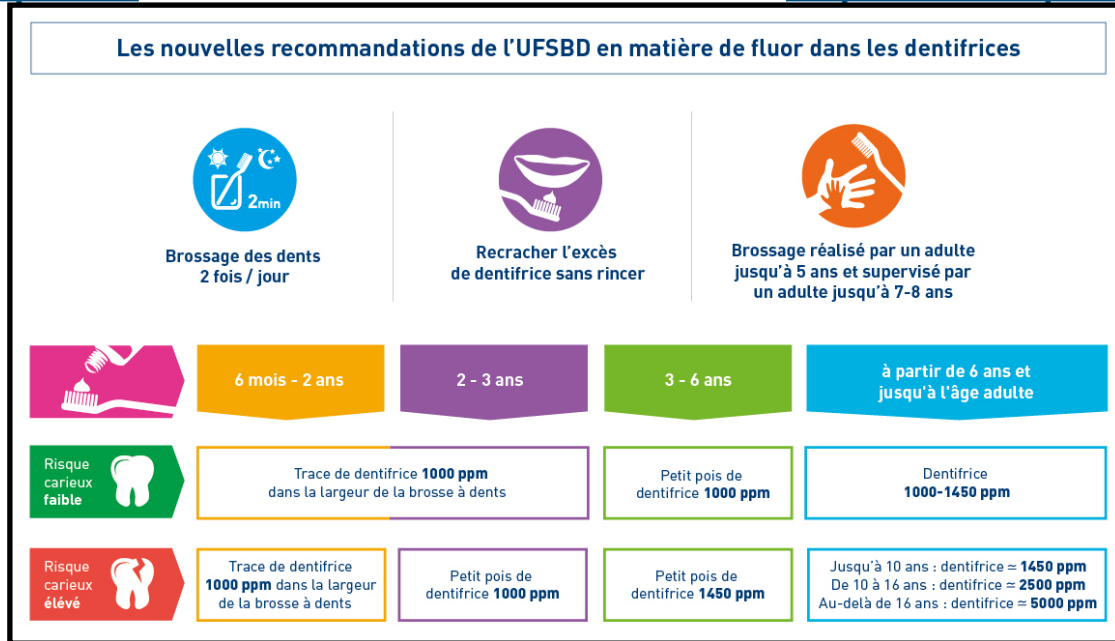 Les nouvelles recommandations de l'UFSBD en matière de fluor dans les dentifrices
2min
Brossage des dents
2 fois / jour
Recracher l'excès
de dentifrice sans rincer
Brossage réalisé par un adulte
jusqu'à 5 ans et supervisé par
un adulte jusqu'à 7-8 ans
6 mois - 2 ans
2 - 3 ans
3 - 6 ans
à partir de 6 ans et
jusqu'à l'âge adulte
Risque
carieux
faible
Trace de dentifrice 1000 ppm
dans la largeur de la brosse à dents
Petit pois de
dentifrice 1000 ppm
Dentifrice
1000-1450 ppm
Risque
carieux
élévé
Trace de dentifrice
1000 ppm dans la largeur
de la brosse à dents
Petit pois de
dentifrice 1000 ppm
Petit pois de
dentifrice 1450 ppm
Jusqu'à 10 ans : dentifrice ≃ 1450 ppm
De 10 à 16 ans : dentifrice ≃ 2500 ppm
Au-delà de 16 ans : dentifrice ≃ 5000 ppm